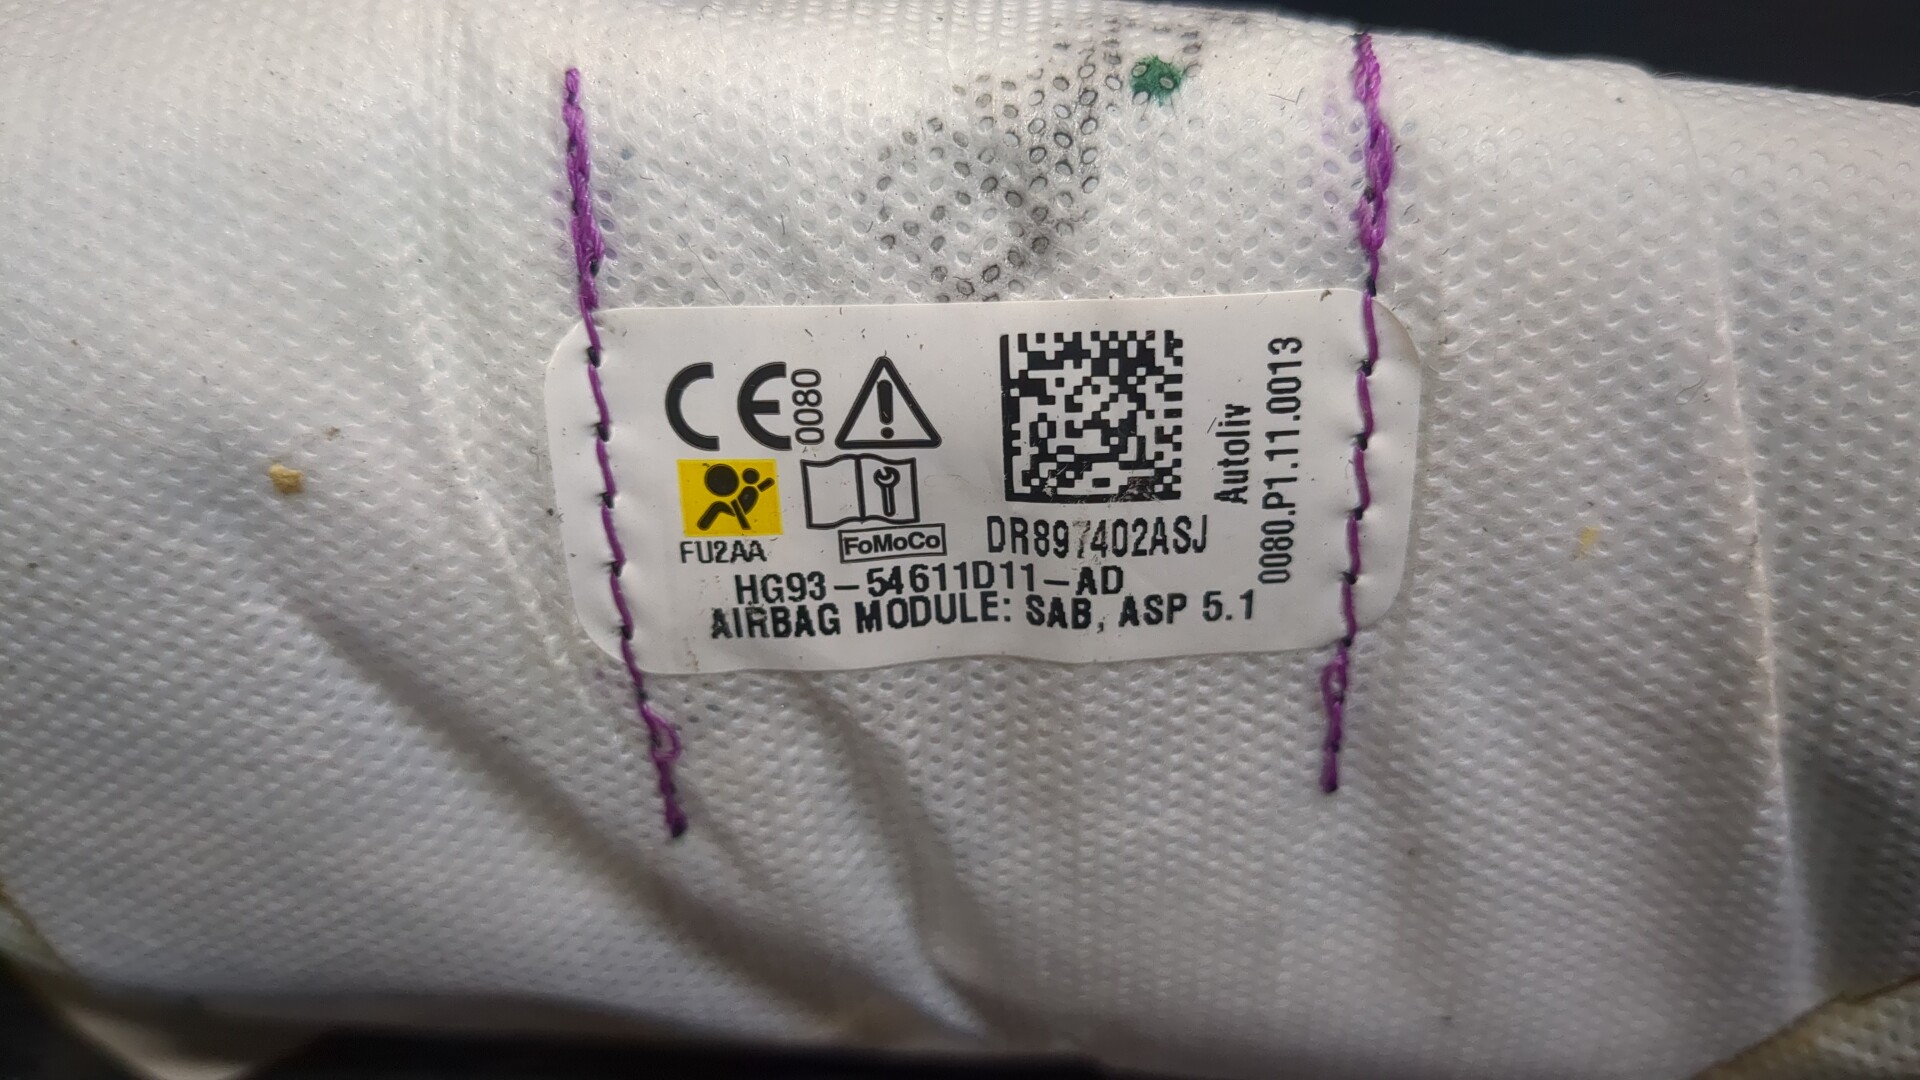 CE 0080
FU2AA
FoMoCo
DR897402ASJ
Autoliv
0080.P1.11.0013
HG93-54611D11-AD
AIRBAG MODULE: SAB, ASP 5.1